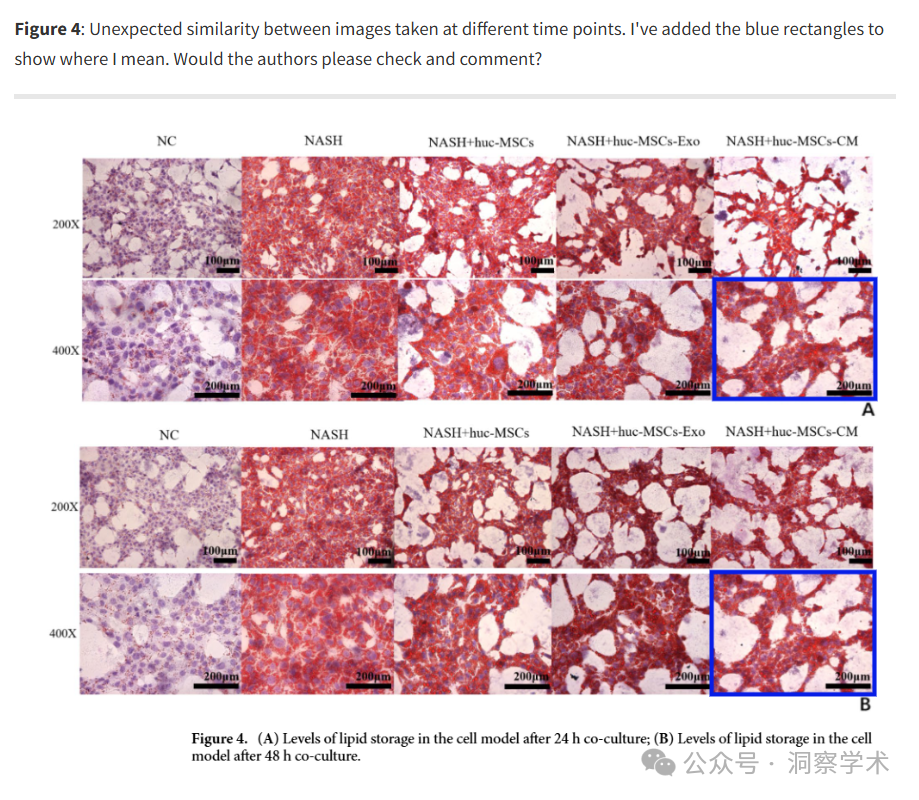 Figure 4: Unexpected similarity between images taken at different time points. I've added the blue rectangles to
show where I mean. Would the authors please check and comment?
NC NASH NASH+huc-MSCs NASH+huc-MSCs-Exo NASH+huc-MSCs-CM
200X 100μm 100μm 100μm 100μm 100μm
400X 200μm 200μm 200μm 200μm 200μm
A
NC NASH NASH+huc-MSCs NASH+huc-MSCs-Exo NASH+huc-MSCs-CM
200X 100μm 100μm 100μm 100μm 100μm
400X 200μm 200μm 200μm 200μm 200μm
B
Figure 4. (A) Levels of lipid storage in the cell model after 24 h co-culture; (B) Levels of lipid storage in the cell
model after 48 h co-culture.
公众号 · 洞察学术